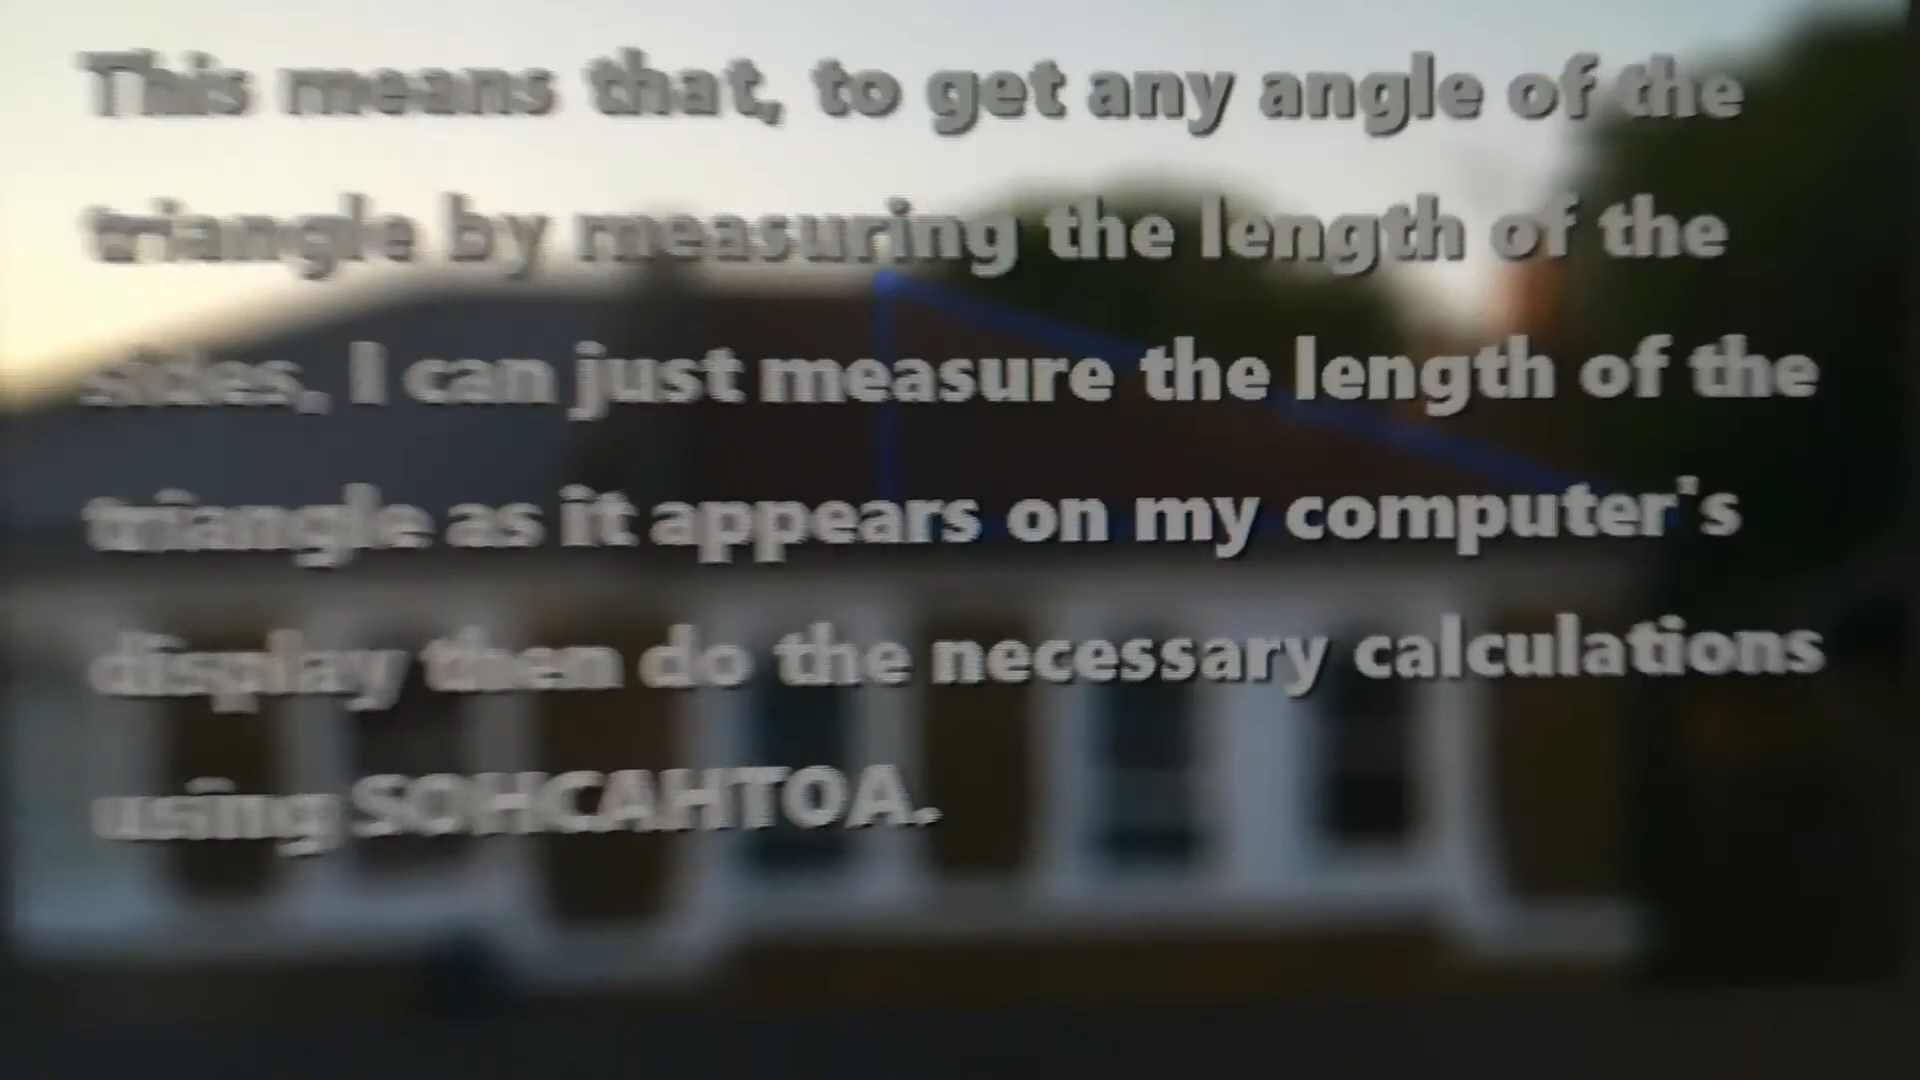 This means that, to get any angle of the
triangle by measuring the length of the
sides, I can just measure the length of the
triangle as it appears on my computer's
display then do the necessary calculations
using SOHCAHTOA.